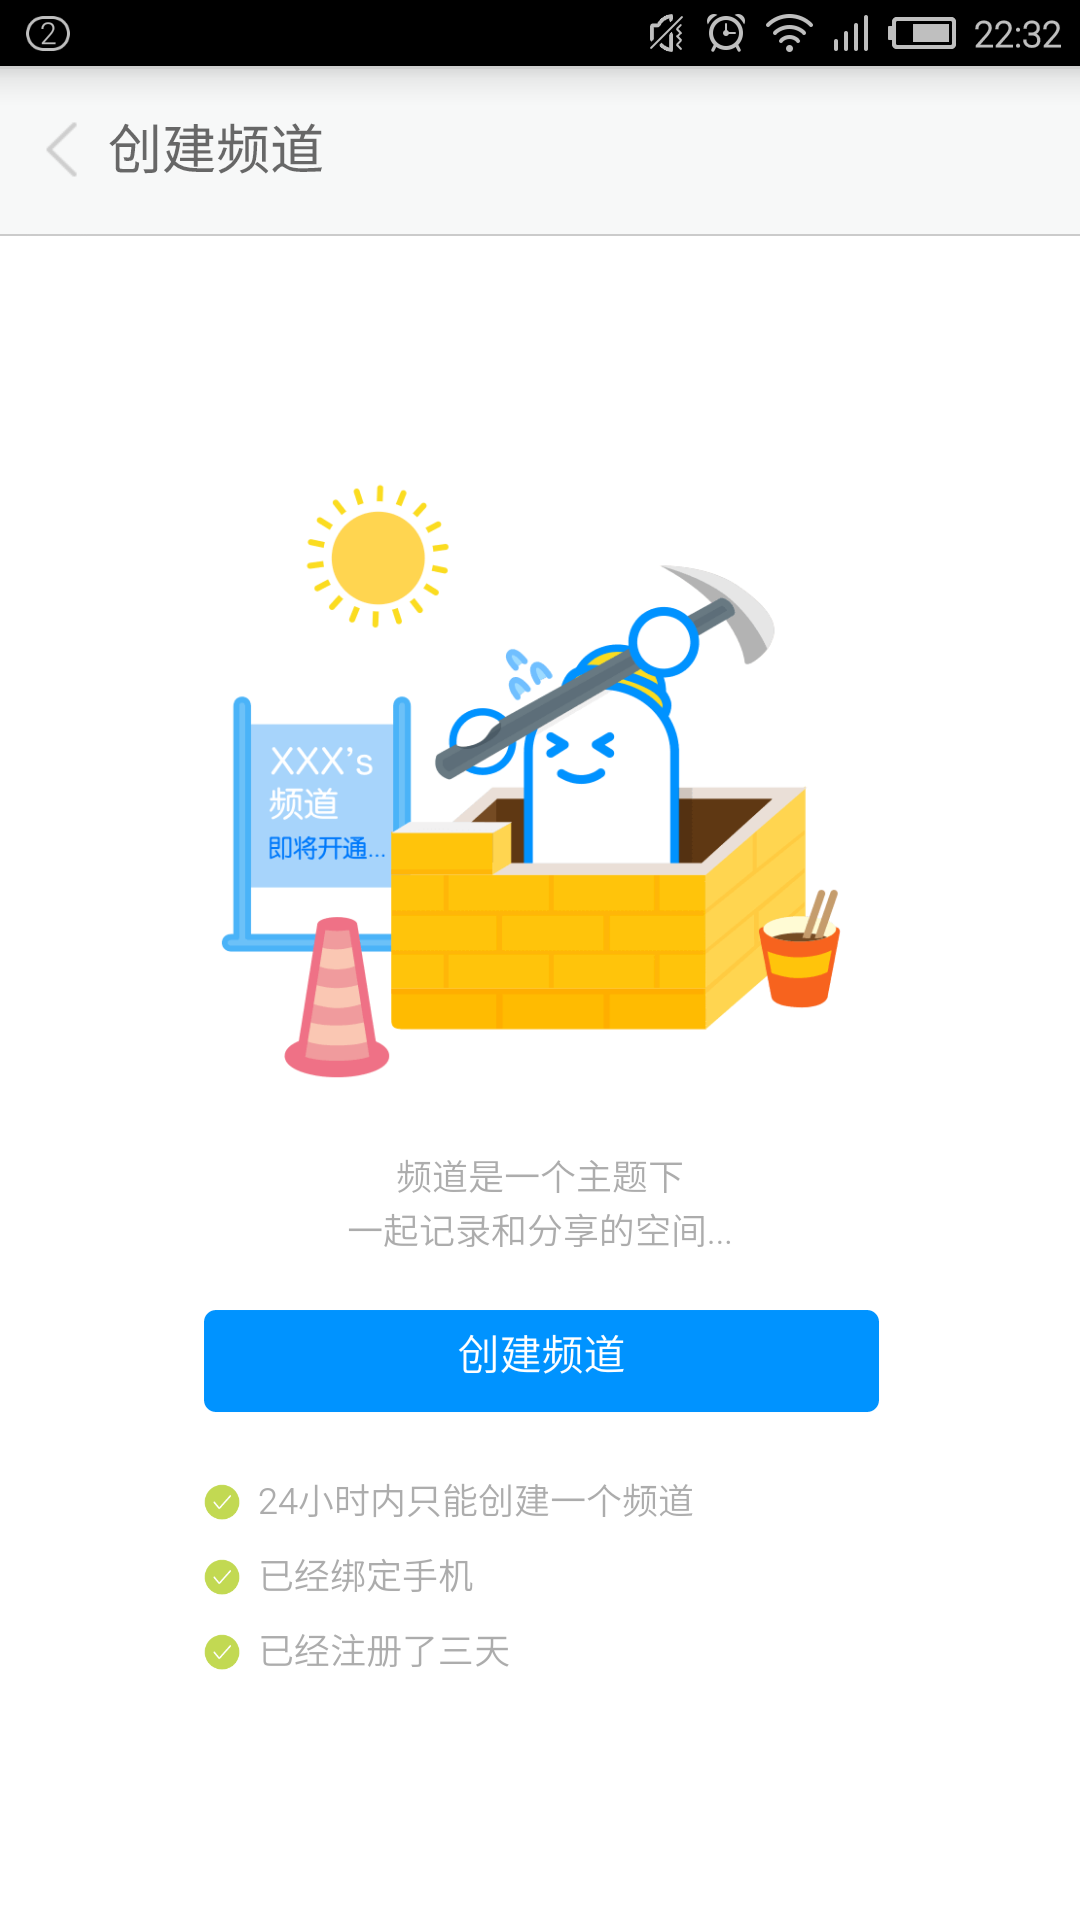 2
22:32
创建频道
XXX's
频道
即将开通...
频道是一个主题下
一起记录和分享的空间...
创建频道
24小时内只能创建一个频道
已经绑定手机
已经注册了三天